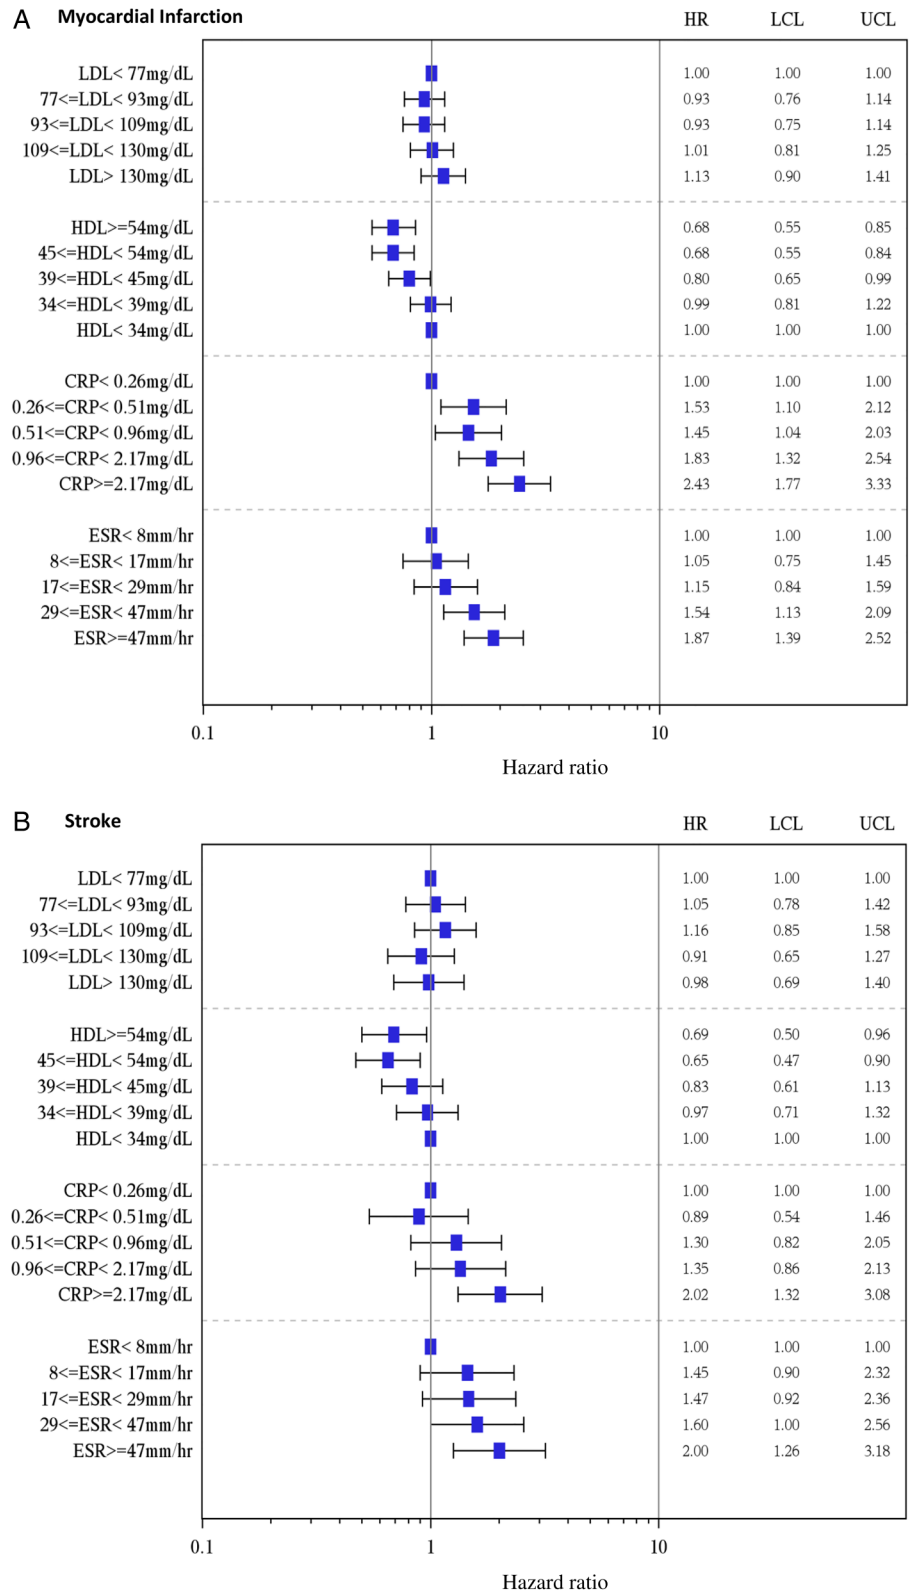 A Myocardial Infarction
HR LCL UCL
LDL< 77mg/dL 1.00 1.00 1.00
77<=LDL< 93mg/dL 0.93 0.76 1.14
93<=LDL< 109mg/dL 0.93 0.75 1.14
109<=LDL< 130mg/dL 1.01 0.81 1.25
LDL> 130mg/dL 1.13 0.90 1.41
HDL>=54mg/dL 0.68 0.55 0.85
45<=HDL< 54mg/dL 0.68 0.55 0.84
39<=HDL< 45mg/dL 0.80 0.65 0.99
34<=HDL< 39mg/dL 0.99 0.81 1.22
HDL< 34mg/dL 1.00 1.00 1.00
CRP< 0.26mg/dL 1.00 1.00 1.00
0.26<=CRP< 0.51mg/dL 1.53 1.10 2.12
0.51<=CRP< 0.96mg/dL 1.45 1.04 2.03
0.96<=CRP< 2.17mg/dL 1.83 1.32 2.54
CRP>=2.17mg/dL 2.43 1.77 3.33
ESR< 8mm/hr 1.00 1.00 1.00
8<=ESR< 17mm/hr 1.05 0.75 1.45
17<=ESR< 29mm/hr 1.15 0.84 1.59
29<=ESR< 47mm/hr 1.54 1.13 2.09
ESR>=47mm/hr 1.87 1.39 2.52
0.1 1 10
Hazard ratio
B Stroke
HR LCL UCL
LDL< 77mg/dL 1.00 1.00 1.00
77<=LDL< 93mg/dL 1.05 0.78 1.42
93<=LDL< 109mg/dL 1.16 0.85 1.58
109<=LDL< 130mg/dL 0.91 0.65 1.27
LDL> 130mg/dL 0.98 0.69 1.40
HDL>=54mg/dL 0.69 0.50 0.96
45<=HDL< 54mg/dL 0.65 0.47 0.90
39<=HDL< 45mg/dL 0.83 0.61 1.13
34<=HDL< 39mg/dL 0.97 0.71 1.32
HDL< 34mg/dL 1.00 1.00 1.00
CRP< 0.26mg/dL 1.00 1.00 1.00
0.26<=CRP< 0.51mg/dL 0.89 0.54 1.46
0.51<=CRP< 0.96mg/dL 1.30 0.82 2.05
0.96<=CRP< 2.17mg/dL 1.35 0.86 2.13
CRP>=2.17mg/dL 2.02 1.32 3.08
ESR< 8mm/hr 1.00 1.00 1.00
8<=ESR< 17mm/hr 1.45 0.90 2.32
17<=ESR< 29mm/hr 1.47 0.92 2.36
29<=ESR< 47mm/hr 1.60 1.00 2.56
ESR>=47mm/hr 2.00 1.26 3.18
0.1 1 10
Hazard ratio